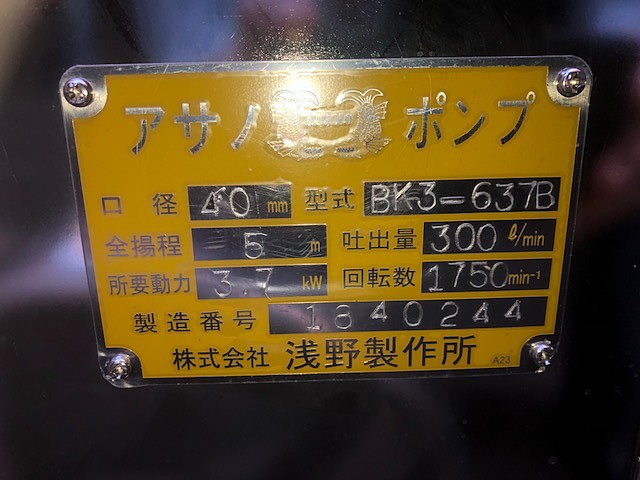 アサノ ポンプ
口径 40 mm 型式 BK3-637B
全揚程 5 m 吐出量 300 ℓ/min
所要動力 3.7 kW 回転数 1750 min⁻¹
製造番号 1840244
株式会社 浅野製作所 A23